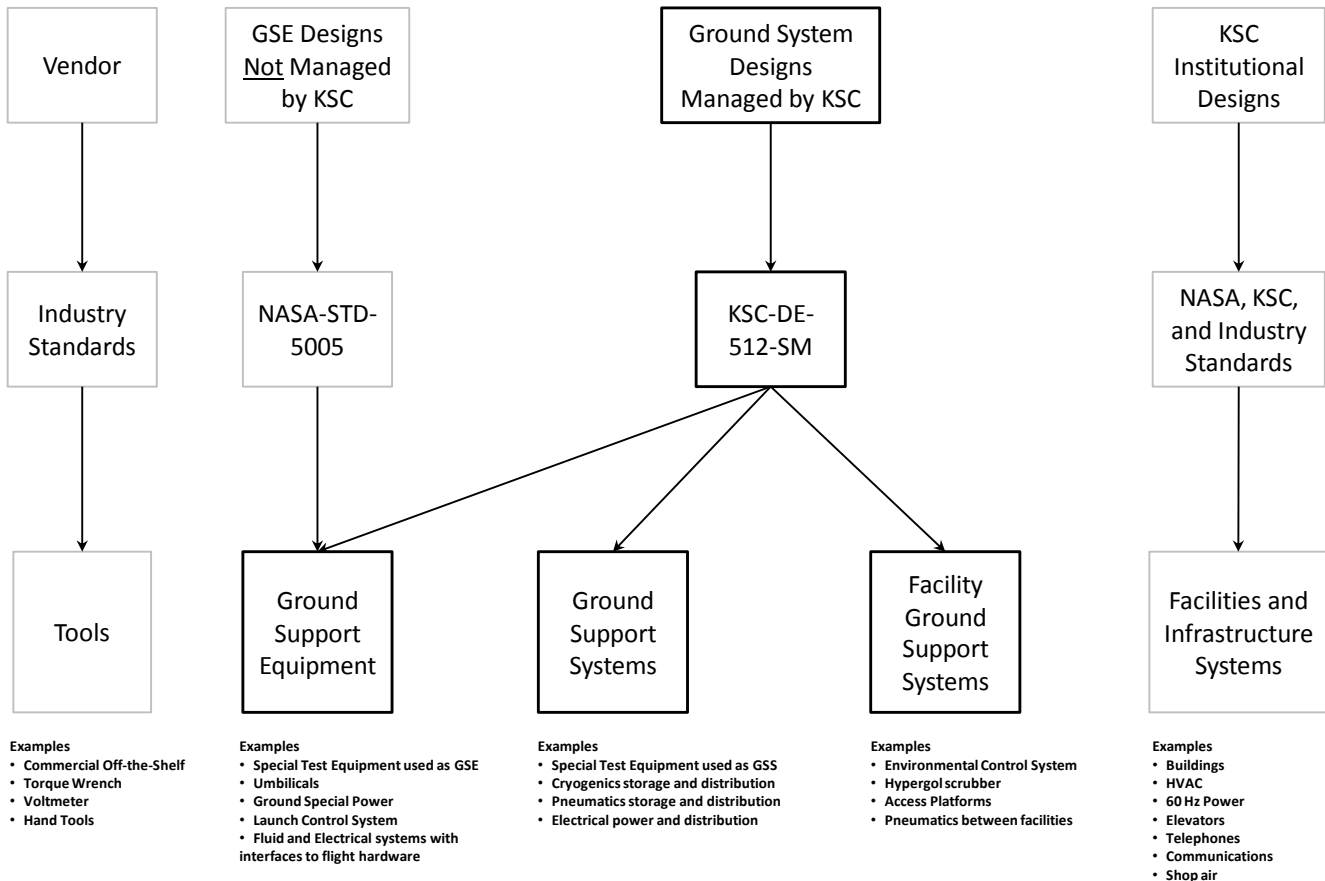 Vendor
GSE Designs
Not Managed
by KSC
Ground System
Designs
Managed by KSC
KSC
Institutional
Designs
Industry
Standards
NASA-STD-
5005
KSC-DE-
512-SM
NASA, KSC,
and Industry
Standards
Tools
Ground
Support
Equipment
Ground
Support
Systems
Facility
Ground
Support
Systems
Facilities and
Infrastructure
Systems
Examples
• Commercial Off-the-Shelf
• Torque Wrench
• Voltmeter
• Hand Tools
Examples
• Special Test Equipment used as GSE
• Umbilicals
• Ground Special Power
• Launch Control System
• Fluid and Electrical systems with
interfaces to flight hardware
Examples
• Special Test Equipment used as GSS
• Cryogenics storage and distribution
• Pneumatics storage and distribution
• Electrical power and distribution
Examples
• Environmental Control System
• Hypergol scrubber
• Access Platforms
• Pneumatics between facilities
Examples
• Buildings
• HVAC
• 60 Hz Power
• Elevators
• Telephones
• Communications
• Shop air